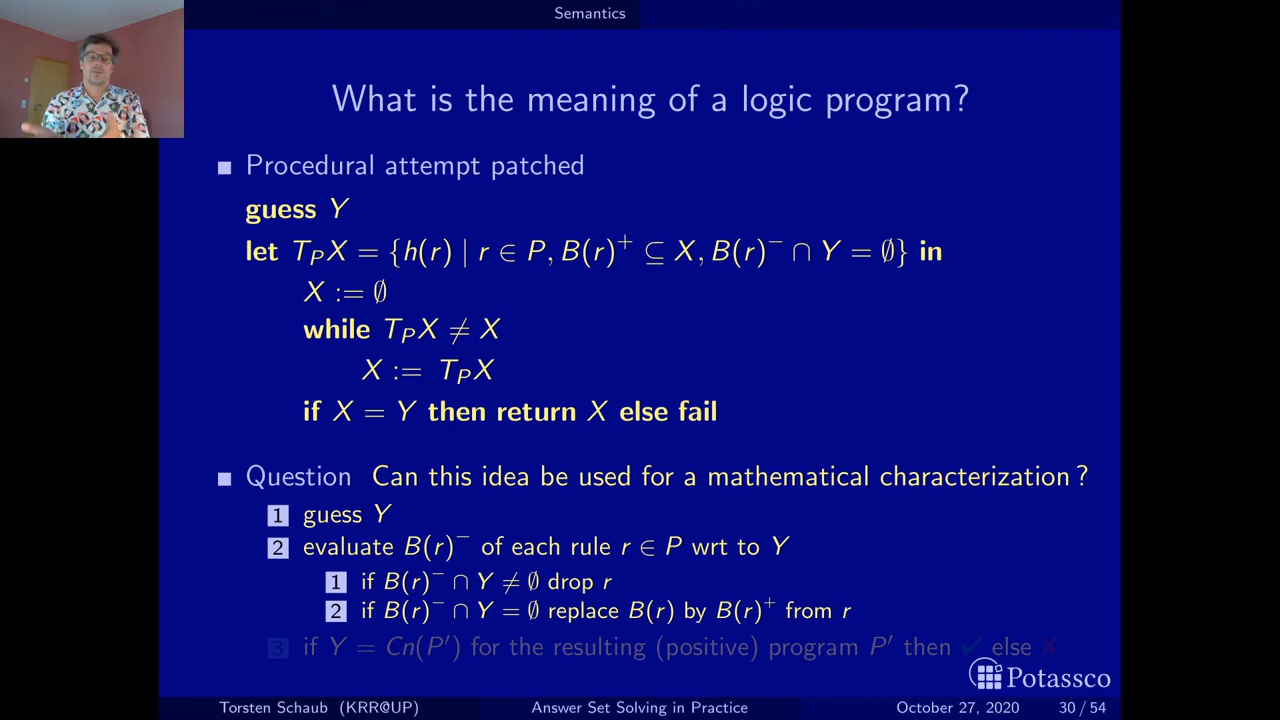 Semantics
What is the meaning of a logic program?
■ Procedural attempt patched
guess Y
let T_P X = {h(r) | r ∈ P, B(r)⁺ ⊆ X, B(r)⁻ ∩ Y = ∅} in
X := ∅
while T_P X ≠ X
X := T_P X
if X = Y then return X else fail
■ Question Can this idea be used for a mathematical characterization ?
1 guess Y
2 evaluate B(r)⁻ of each rule r ∈ P wrt to Y
1 if B(r)⁻ ∩ Y ≠ ∅ drop r
2 if B(r)⁻ ∩ Y = ∅ replace B(r) by B(r)⁺ from r
3 if Y = Cn(P′) for the resulting (positive) program P′ then ✔ else ✘
Potassco
Torsten Schaub (KRR@UP) Answer Set Solving in Practice October 27, 2020 30 / 54